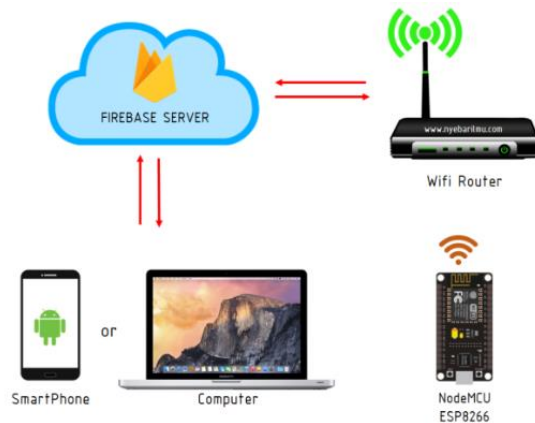 FIREBASE SERVER
www.nyebarilmu.com
Wifi Router
or
SmartPhone
Computer
NodeMCU
ESP8266